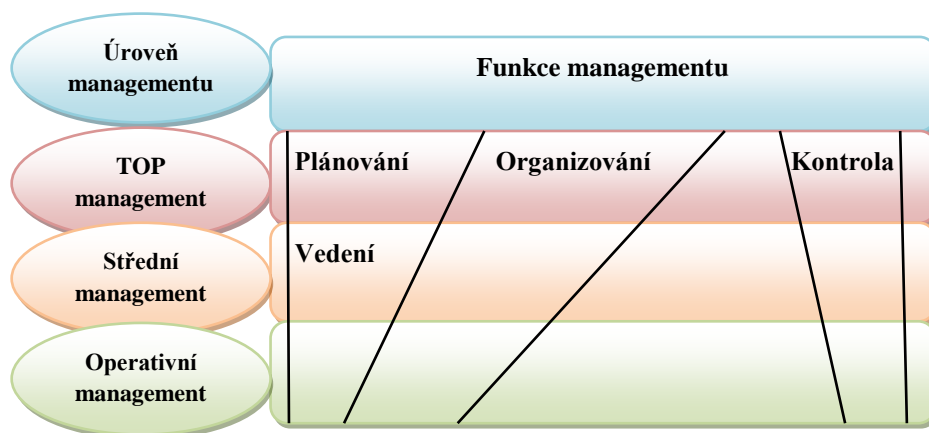 Úroveň
managementu
Funkce managementu
TOP
management
Plánování Organizování Kontrola
Střední
management
Vedení
Operativní
management